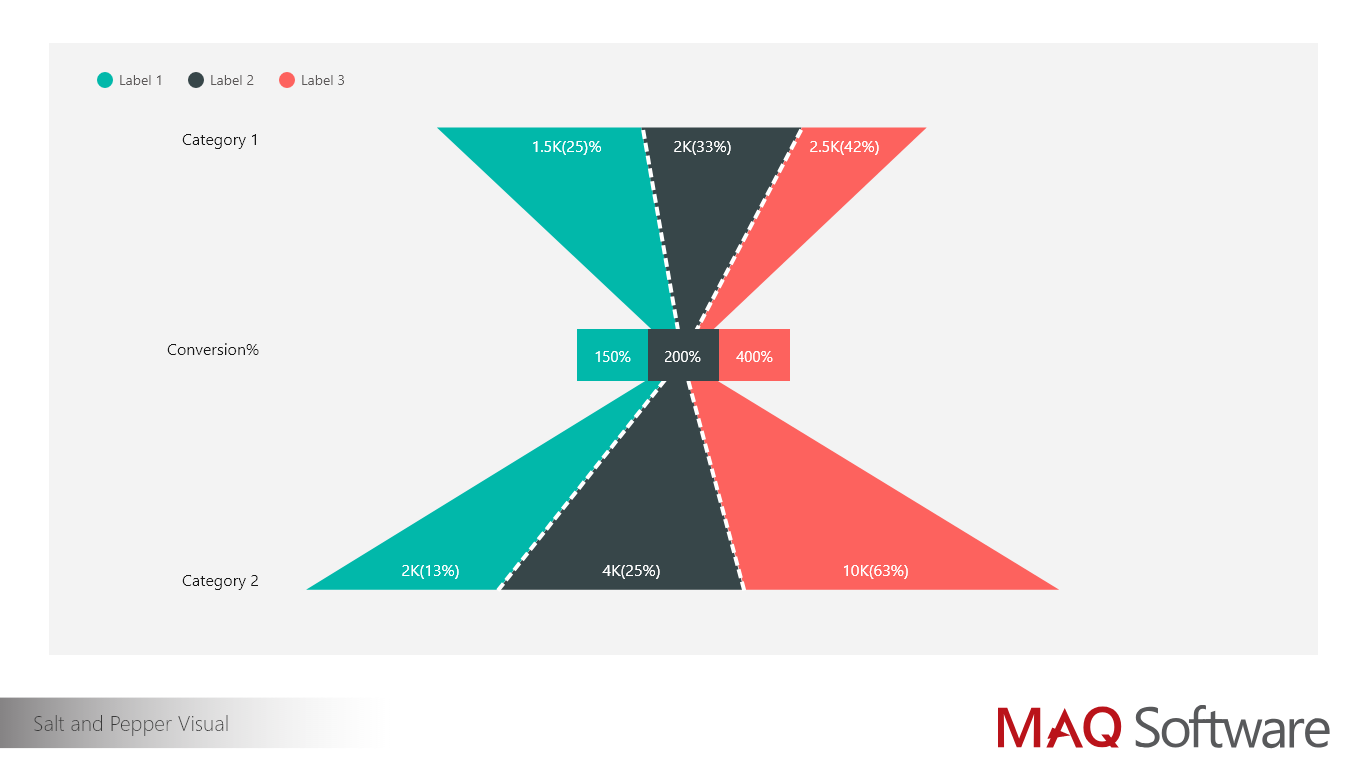 Label 1 Label 2 Label 3
Category 1
1.5K(25)% 2K(33%) 2.5K(42%)
Conversion%
150% 200% 400%
2K(13%) 4K(25%) 10K(63%)
Category 2
Salt and Pepper Visual
MAQ Software